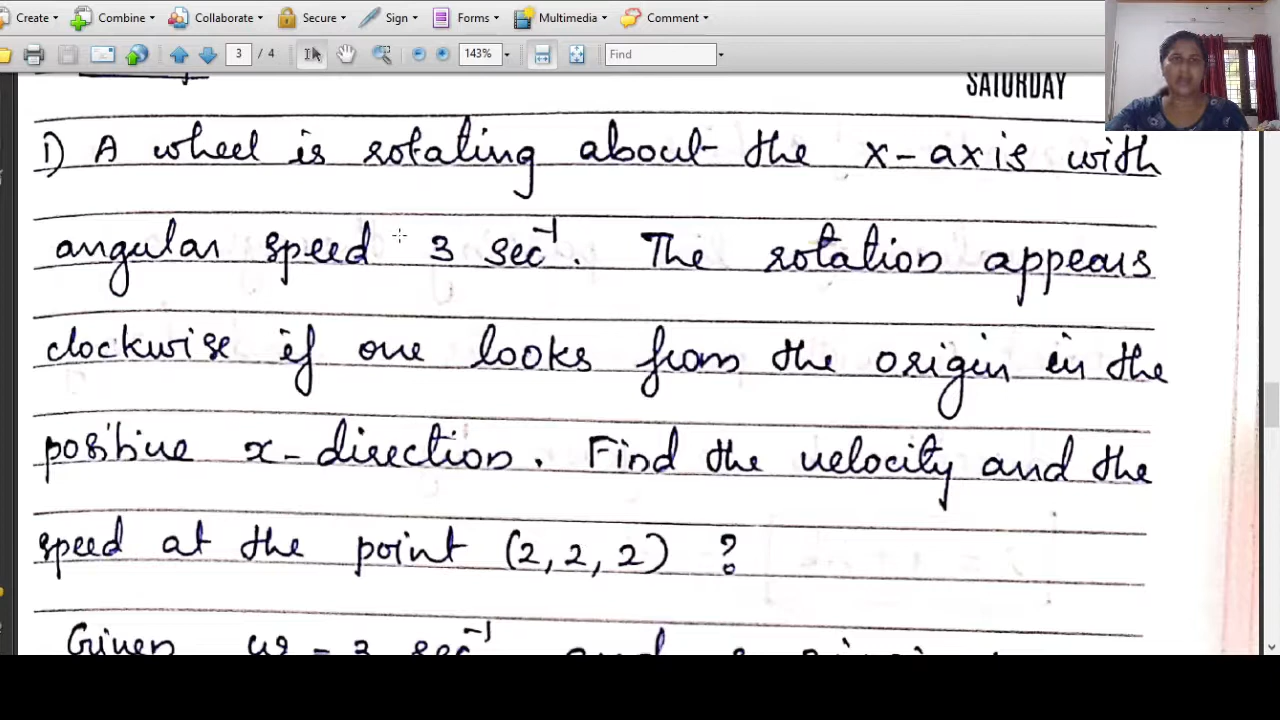 Create Combine Collaborate Secure Sign Forms Multimedia Comment
3 / 4 143% Find
SATURDAY
1) A wheel is rotating about the x-axis with
angular speed 3 sec⁻¹. The rotation appears
clockwise if one looks from the origin in the
positive x-direction. Find the velocity and the
speed at the point (2, 2, 2) ?
Given